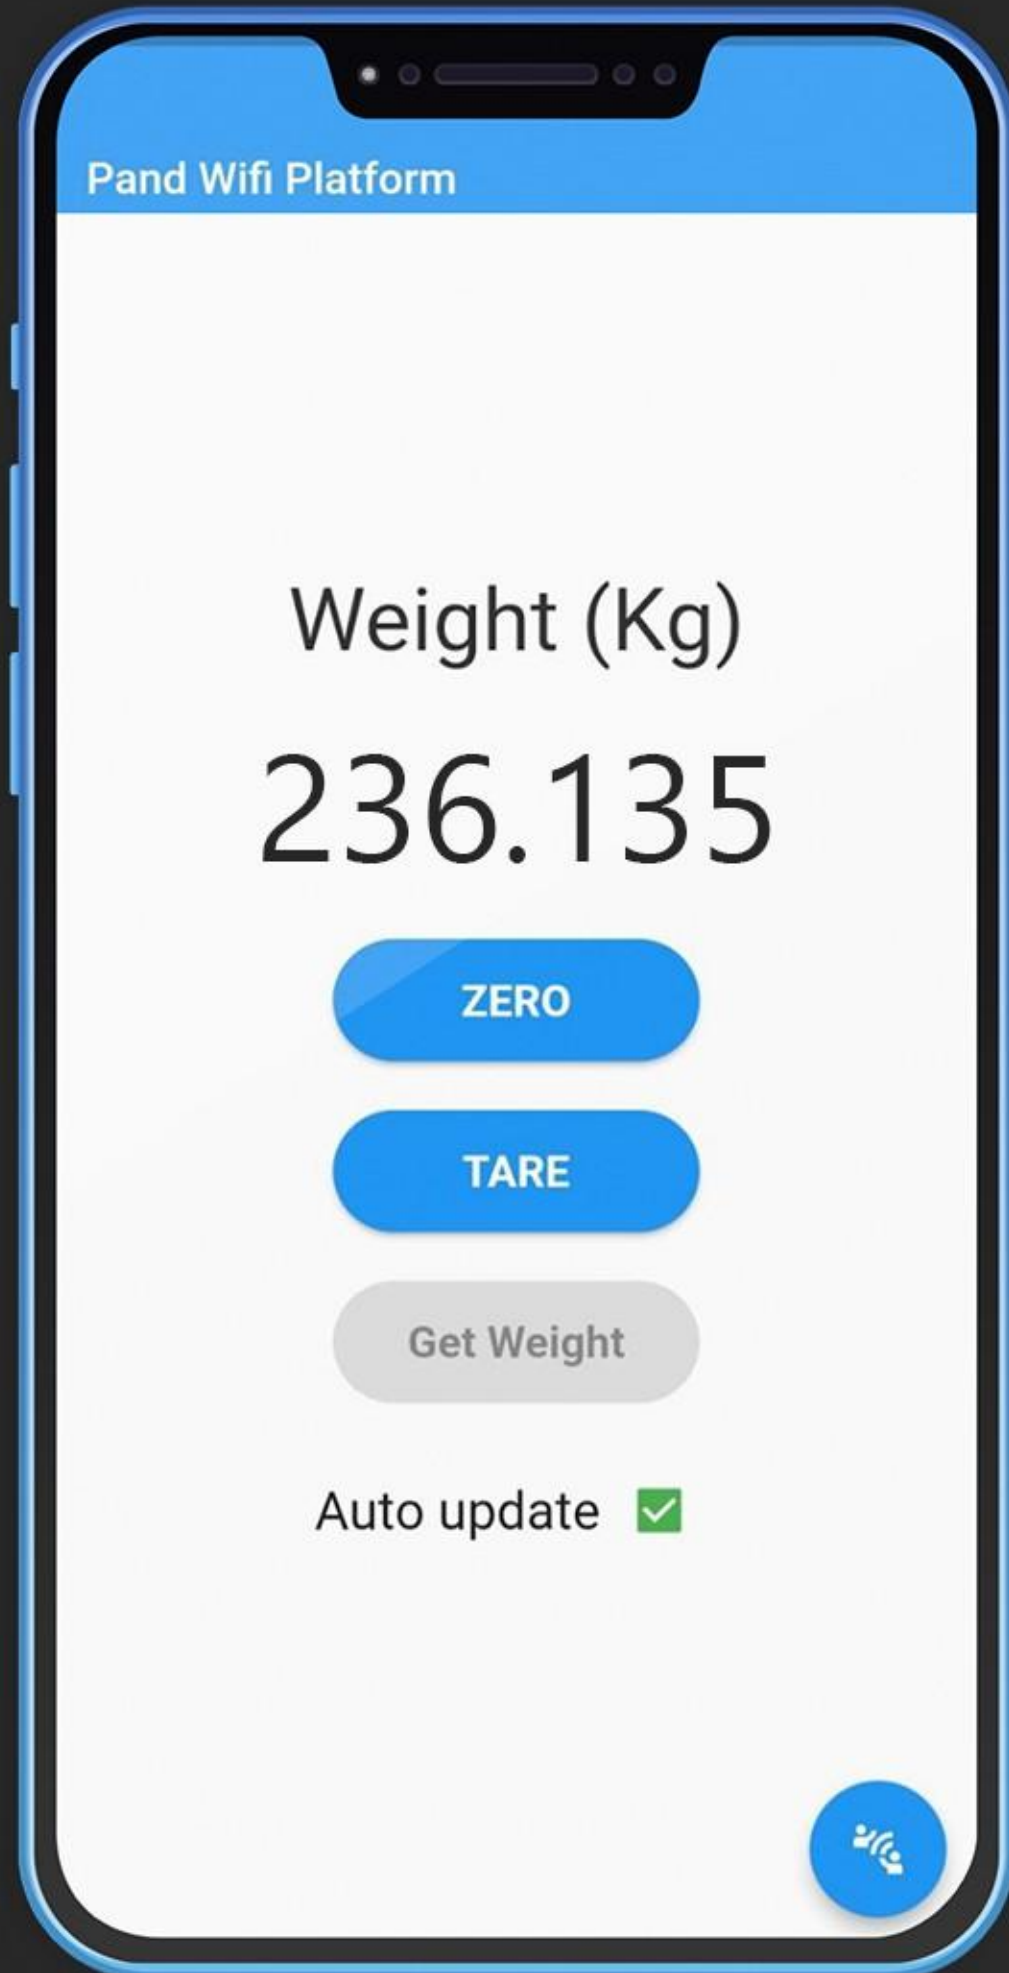 Pand Wifi Platform
Weight (Kg)
236.135
ZERO
TARE
Get Weight
Auto update